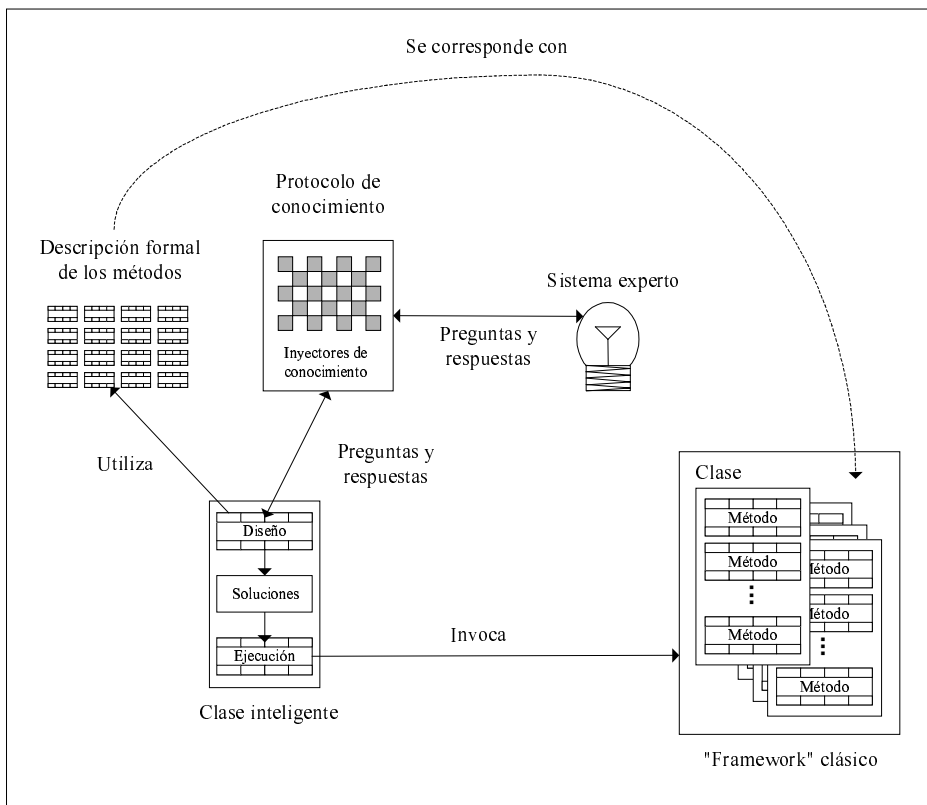 Se corresponde con
Protocolo de
conocimiento
Descripción formal
de los métodos
Sistema experto
Preguntas y
respuestas
Inyectores de
conocimiento
Utiliza
Preguntas y
respuestas
Clase
Método
Método
Método
Método
Método
Método
Diseño
Soluciones
Ejecución
Invoca
Clase inteligente
"Framework" clásico